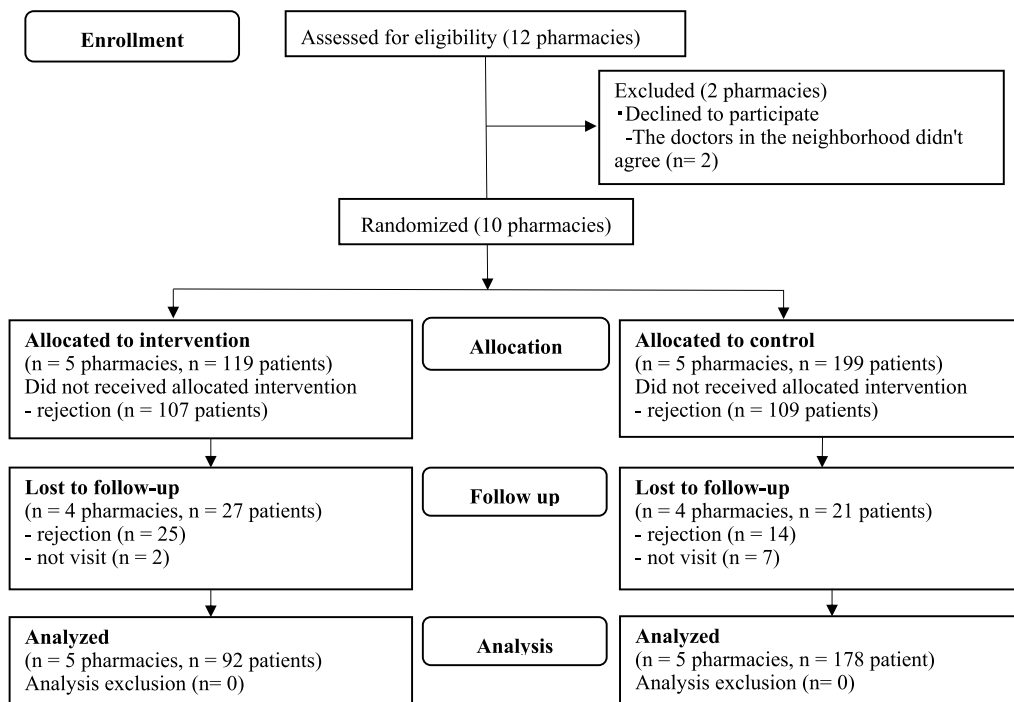 Enrollment
Assessed for eligibility (12 pharmacies)
Excluded (2 pharmacies)
・Declined to participate
-The doctors in the neighborhood didn't
agree (n= 2)
Randomized (10 pharmacies)
Allocated to intervention
(n = 5 pharmacies, n = 119 patients)
Did not received allocated intervention
- rejection (n = 107 patients)
Allocation
Allocated to control
(n = 5 pharmacies, n = 199 patients)
Did not received allocated intervention
- rejection (n = 109 patients)
Lost to follow-up
(n = 4 pharmacies, n = 27 patients)
- rejection (n = 25)
- not visit (n = 2)
Follow up
Lost to follow-up
(n = 4 pharmacies, n = 21 patients)
- rejection (n = 14)
- not visit (n = 7)
Analyzed
(n = 5 pharmacies, n = 92 patients)
Analysis exclusion (n= 0)
Analysis
Analyzed
(n = 5 pharmacies, n = 178 patient)
Analysis exclusion (n= 0)